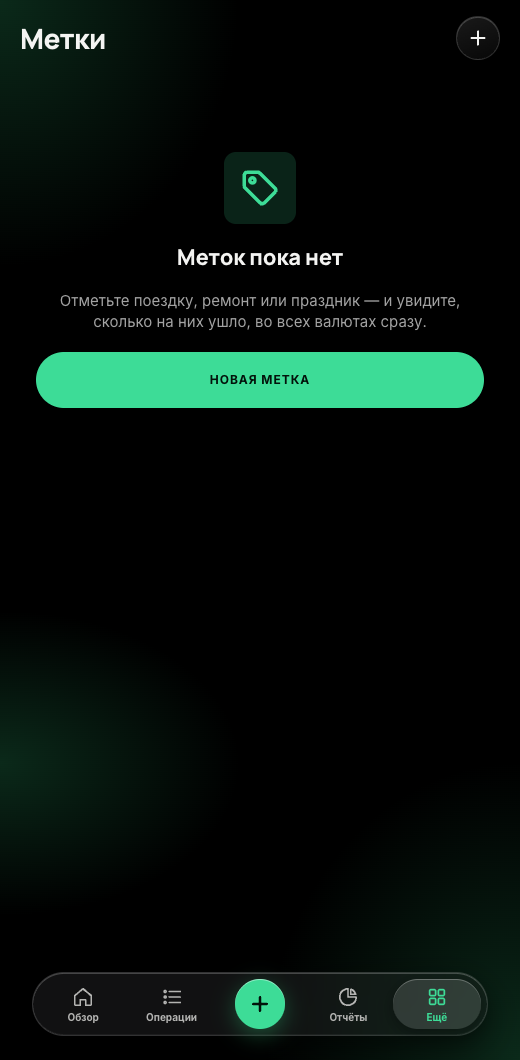 Метки
Меток пока нет
Отметьте поездку, ремонт или праздник — и увидите,
сколько на них ушло, во всех валютах сразу.
НОВАЯ МЕТКА
Обзор
Операции
Отчёты
Ещё